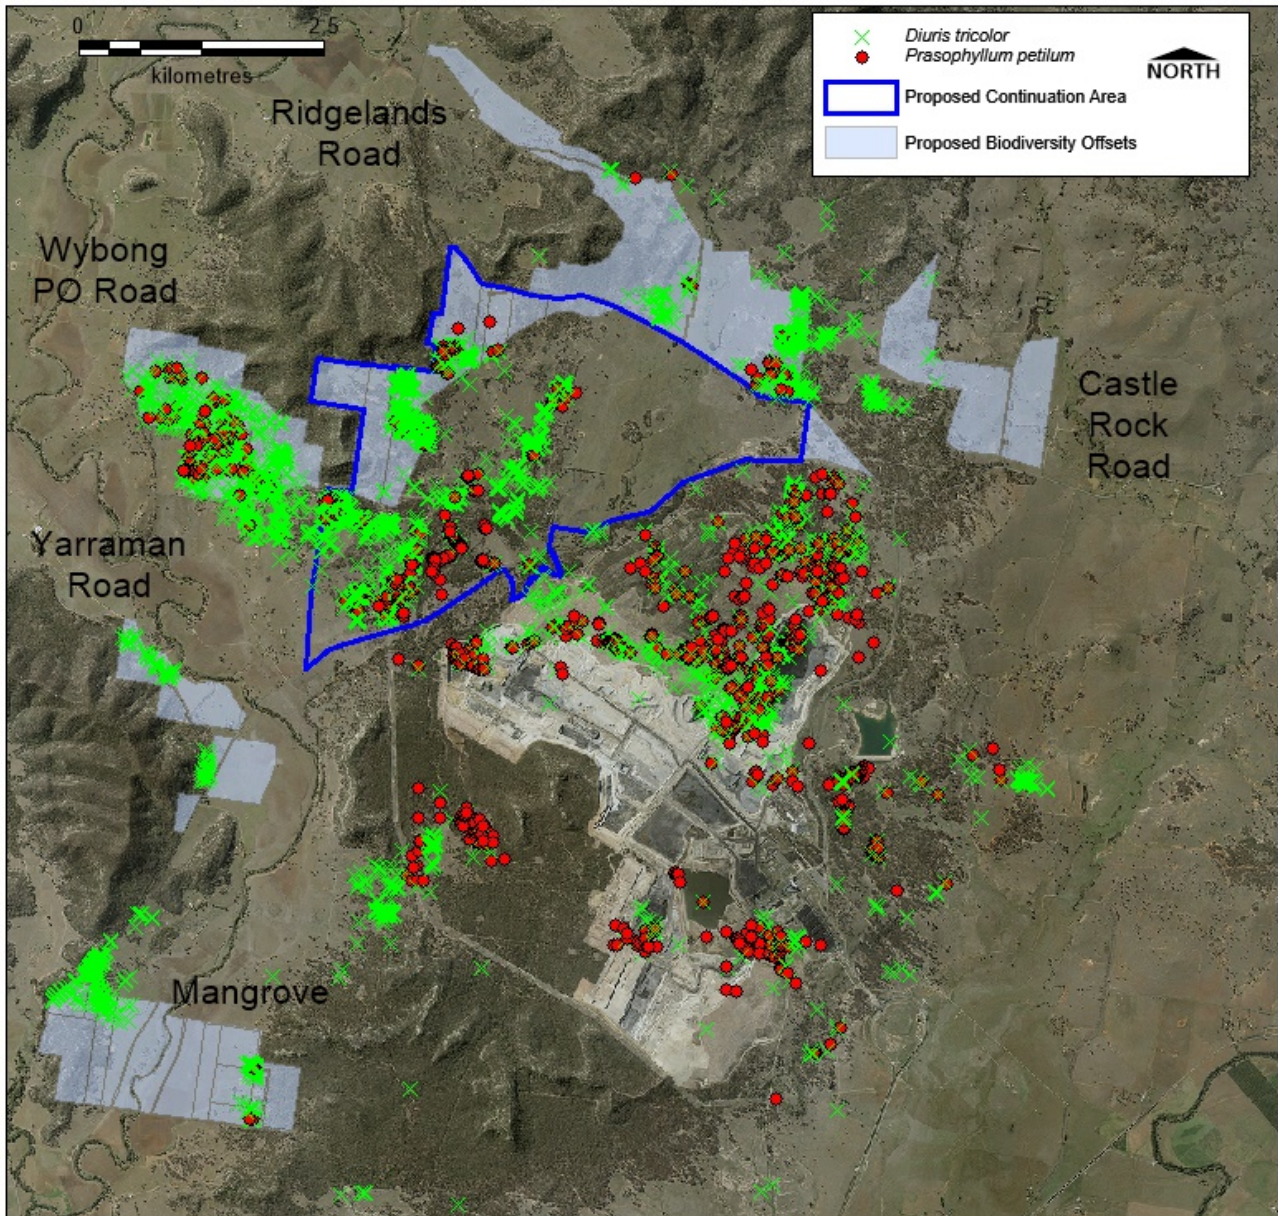 0 2.5
kilometres
Diuris tricolor
Prasophyllum petilum
NORTH
Proposed Continuation Area
Proposed Biodiversity Offsets
Ridgelands
Road
Wybong
PO Road
Castle
Rock
Road
Yarraman
Road
Mangrove